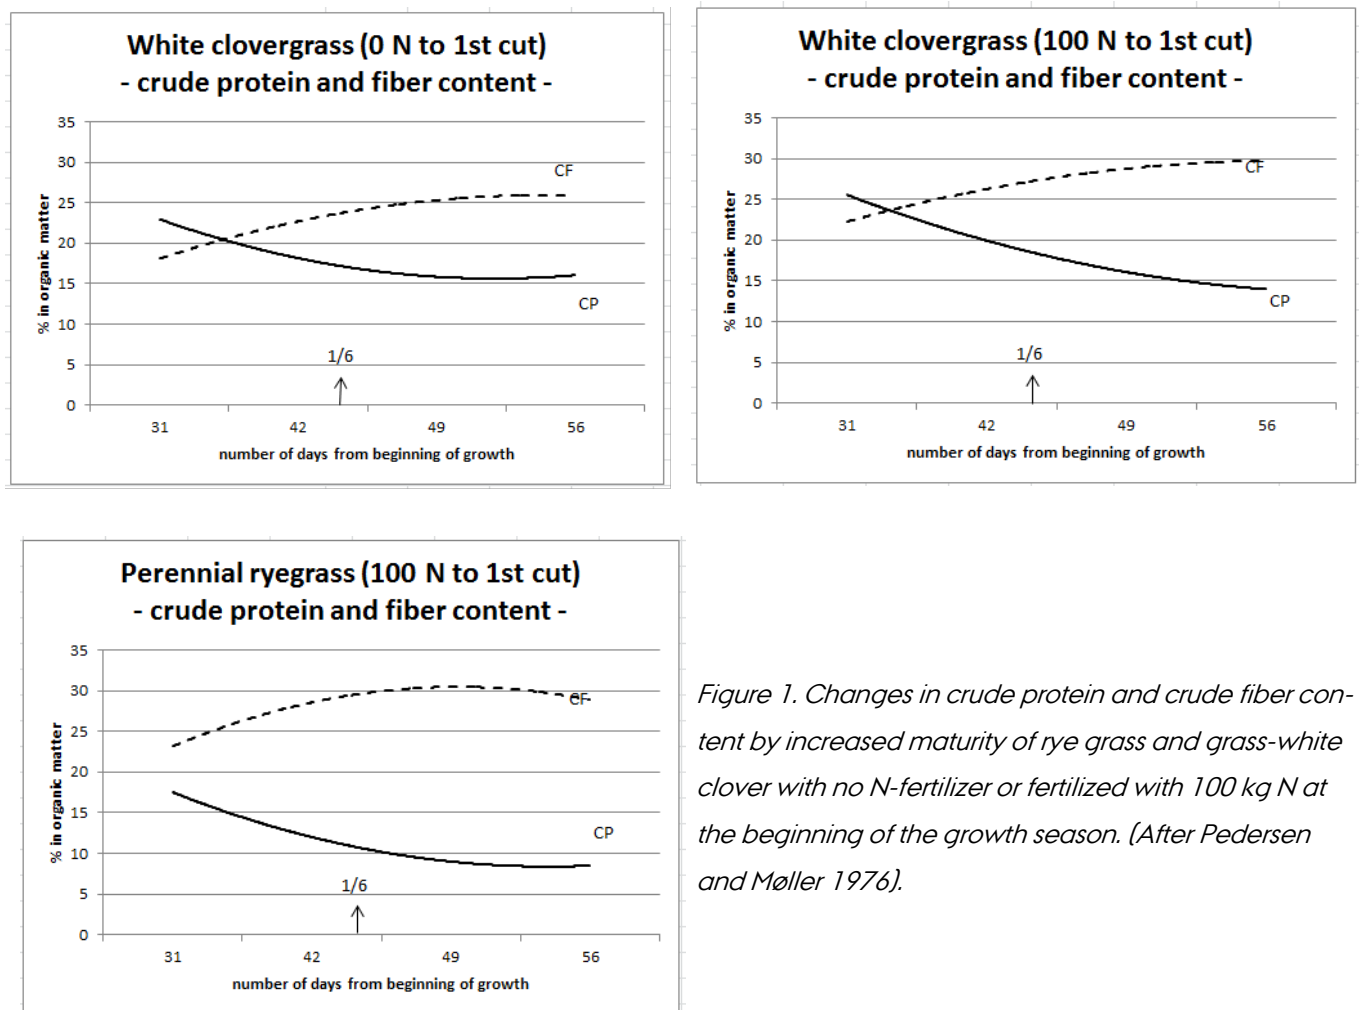 White clovergrass (0 N to 1st cut)
- crude protein and fiber content -
35
30
25
20
15
10
5
0
% in organic matter
CF
CP
1/6
31 42 49 56
number of days from beginning of growth
White clovergrass (100 N to 1st cut)
- crude protein and fiber content -
35
30
25
20
15
10
5
0
% in organic matter
CF
CP
1/6
31 42 49 56
number of days from beginning of growth
Perennial ryegrass (100 N to 1st cut)
- crude protein and fiber content -
35
30
25
20
15
10
5
0
% in organic matter
CF
CP
1/6
31 42 49 56
number of days from beginning of growth
Figure 1. Changes in crude protein and crude fiber con-
tent by increased maturity of rye grass and grass-white
clover with no N-fertilizer or fertilized with 100 kg N at
the beginning of the growth season. (After Pedersen
and Møller 1976).